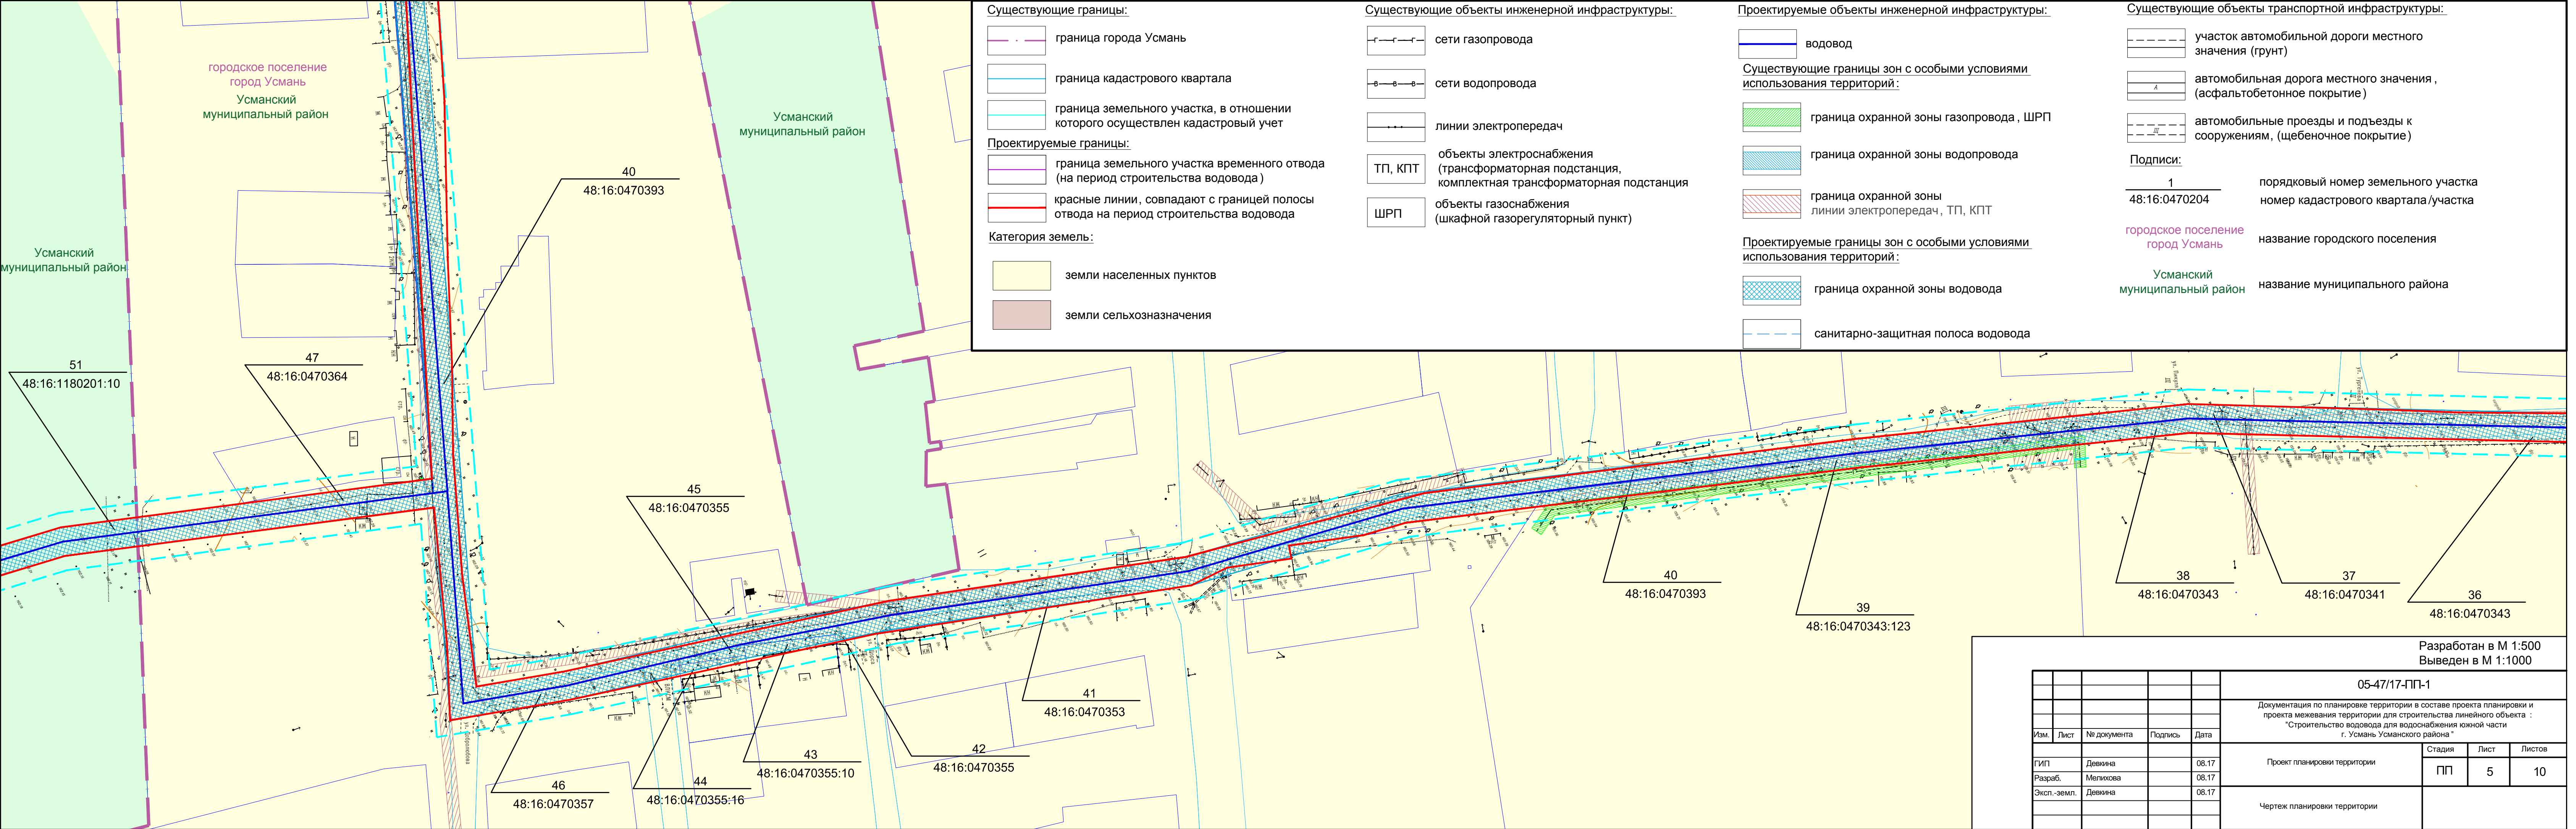 Существующие границы:
граница города Усмань
граница кадастрового квартала
граница земельного участка, в отношении
которого осуществлен кадастровый учет
Проектируемые границы:
граница земельного участка временного отвода
(на период строительства водовода)
красные линии, совпадают с границей полосы
отвода на период строительства водовода
Категория земель:
земли населенных пунктов
земли сельхозназначения
Существующие объекты инженерной инфраструктуры:
Г Г Г
сети газопровода
В В В
сети водопровода
линии электропередач
ТП, КПТ
объекты электроснабжения
(трансформаторная подстанция,
комплектная трансформаторная подстанция
ШРП
объекты газоснабжения
(шкафной газорегуляторный пункт)
Проектируемые объекты инженерной инфраструктуры:
водовод
Существующие границы зон с особыми условиями
использования территорий:
граница охранной зоны газопровода, ШРП
граница охранной зоны водопровода
граница охранной зоны
линии электропередач, ТП, КПТ
Проектируемые границы зон с особыми условиями
использования территорий:
граница охранной зоны водовода
санитарно-защитная полоса водовода
Существующие объекты транспортной инфраструктуры:
участок автомобильной дороги местного
значения (грунт)
автомобильная дорога местного значения,
(асфальтобетонное покрытие)
автомобильные проезды и подъезды к
сооружениям, (щебеночное покрытие)
Подписи:
1
48:16:0470204
порядковый номер земельного участка
номер кадастрового квартала/участка
городское поселение
город Усмань
название городского поселения
Усманский
муниципальный район
название муниципального района
городское поселение
город Усмань
Усманский
муниципальный район
Усманский
муниципальный район
Усманский
муниципальный район
40
48:16:0470393
51
48:16:1180201:10
47
48:16:0470364
45
48:16:0470355
40
48:16:0470393
39
48:16:0470343:123
38
48:16:0470343
37
48:16:0470341
36
48:16:0470343
41
48:16:0470353
42
48:16:0470355
43
48:16:0470355:10
44
48:16:0470355:16
46
48:16:0470357
Разработан в М 1:500
Выведен в М 1:1000
05-47/17-ПП-1
Документация по планировке территории в составе проекта планировки и
проекта межевания территории для строительства линейного объекта :
"Строительство водовода для водоснабжения южной части
г. Усмань Усманского района "
Изм. Лист № документа Подпись Дата
ГИП Девкина 08.17
Разраб. Мелихова 08.17
Эксп.-земл. Девкина 08.17
Проект планировки территории
Стадия Лист Листов
ПП 5 10
Чертеж планировки территории